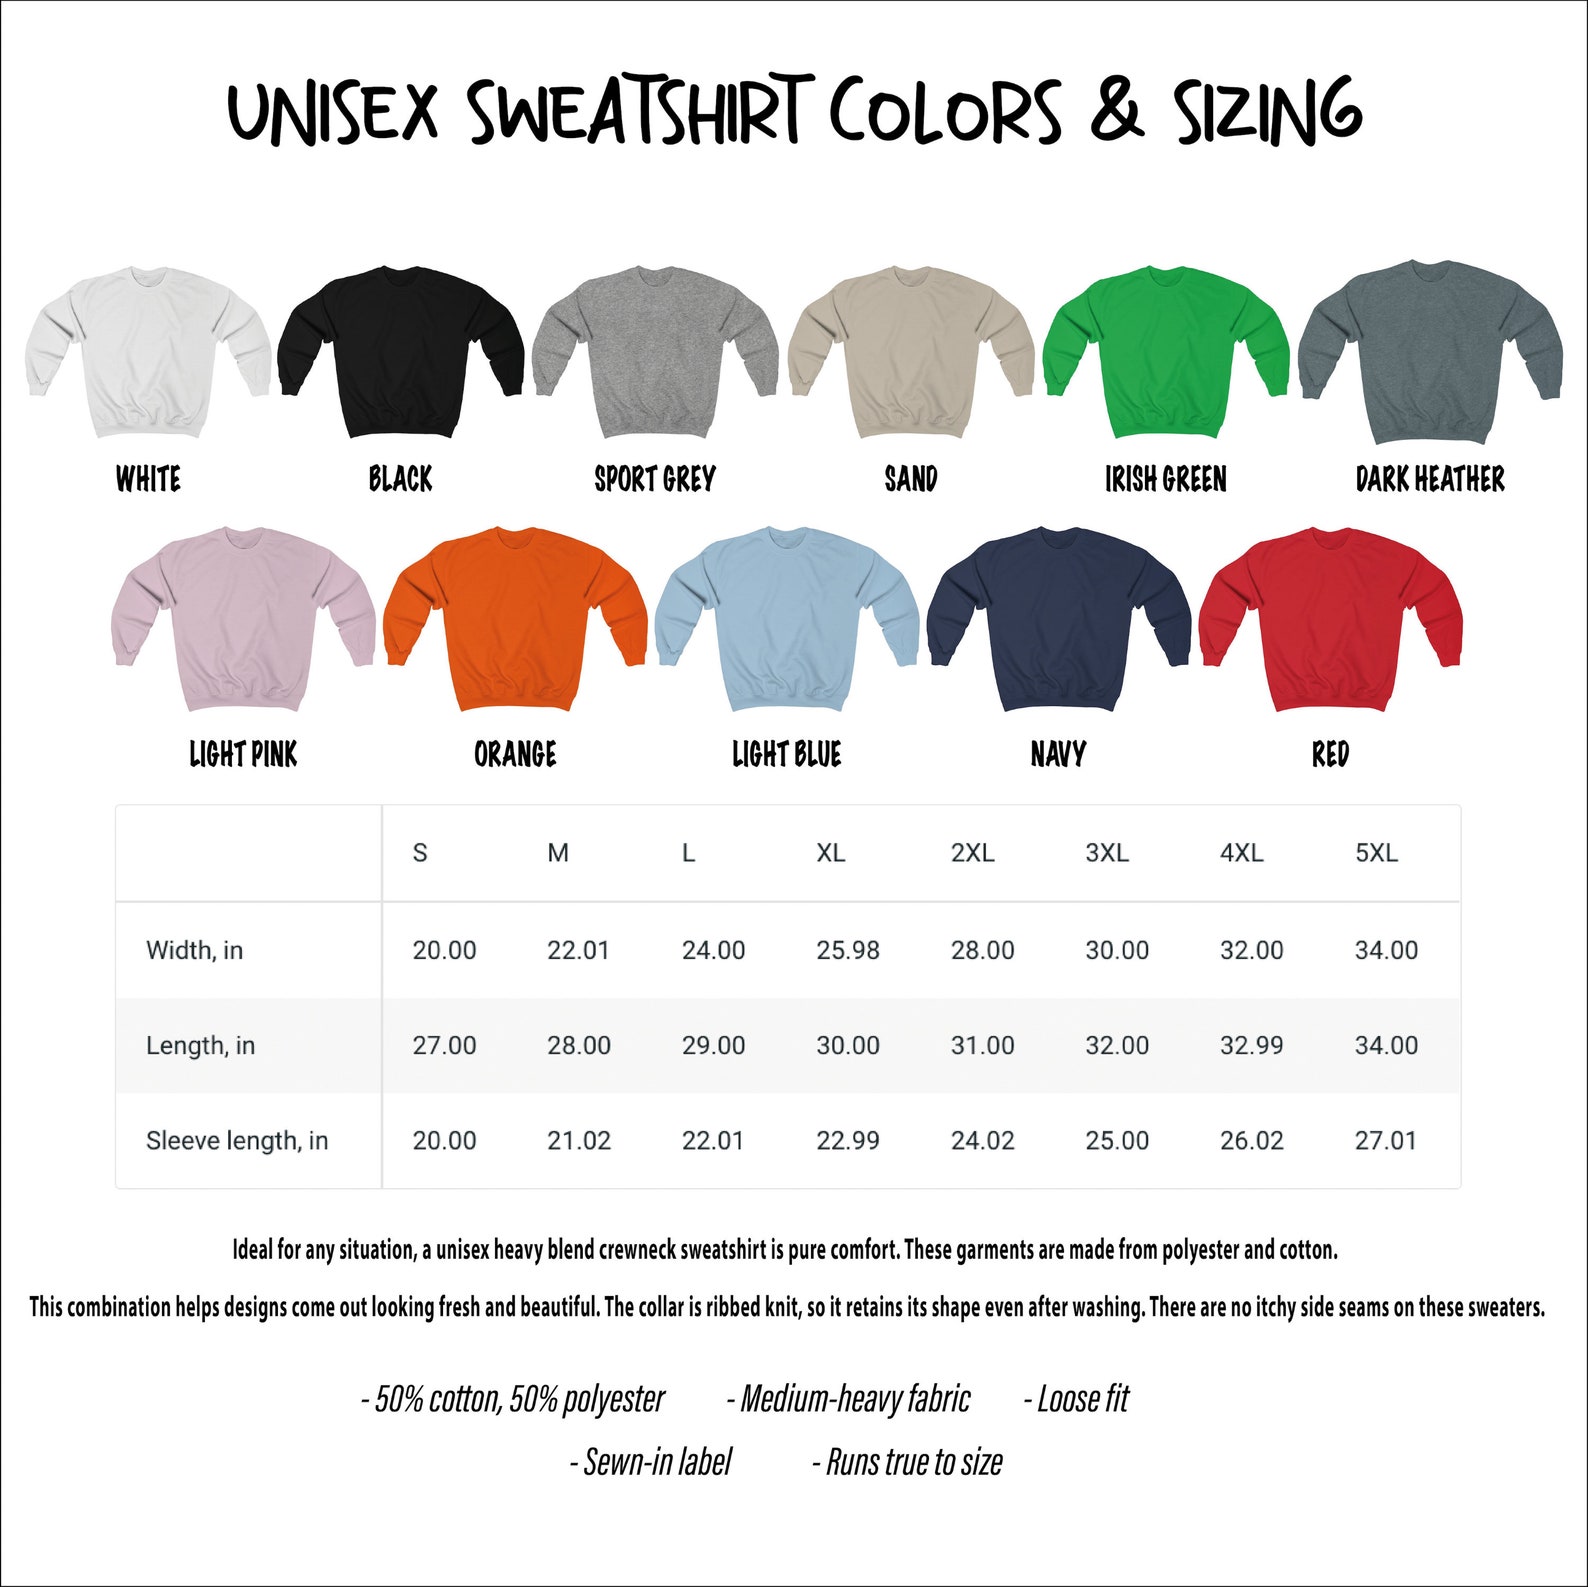 UNISEX SWEATSHIRT COLORS & SIZING
WHITE BLACK SPORT GREY SAND IRISH GREEN DARK HEATHER
LIGHT PINK ORANGE LIGHT BLUE NAVY RED
S M L XL 2XL 3XL 4XL 5XL
Width, in 20.00 22.01 24.00 25.98 28.00 30.00 32.00 34.00
Length, in 27.00 28.00 29.00 30.00 31.00 32.00 32.99 34.00
Sleeve length, in 20.00 21.02 22.01 22.99 24.02 25.00 26.02 27.01
Ideal for any situation, a unisex heavy blend crewneck sweatshirt is pure comfort. These garments are made from polyester and cotton.
This combination helps designs come out looking fresh and beautiful. The collar is ribbed knit, so it retains its shape even after washing. There are no itchy side seams on these sweaters.
- 50% cotton, 50% polyester - Medium-heavy fabric - Loose fit
- Sewn-in label - Runs true to size